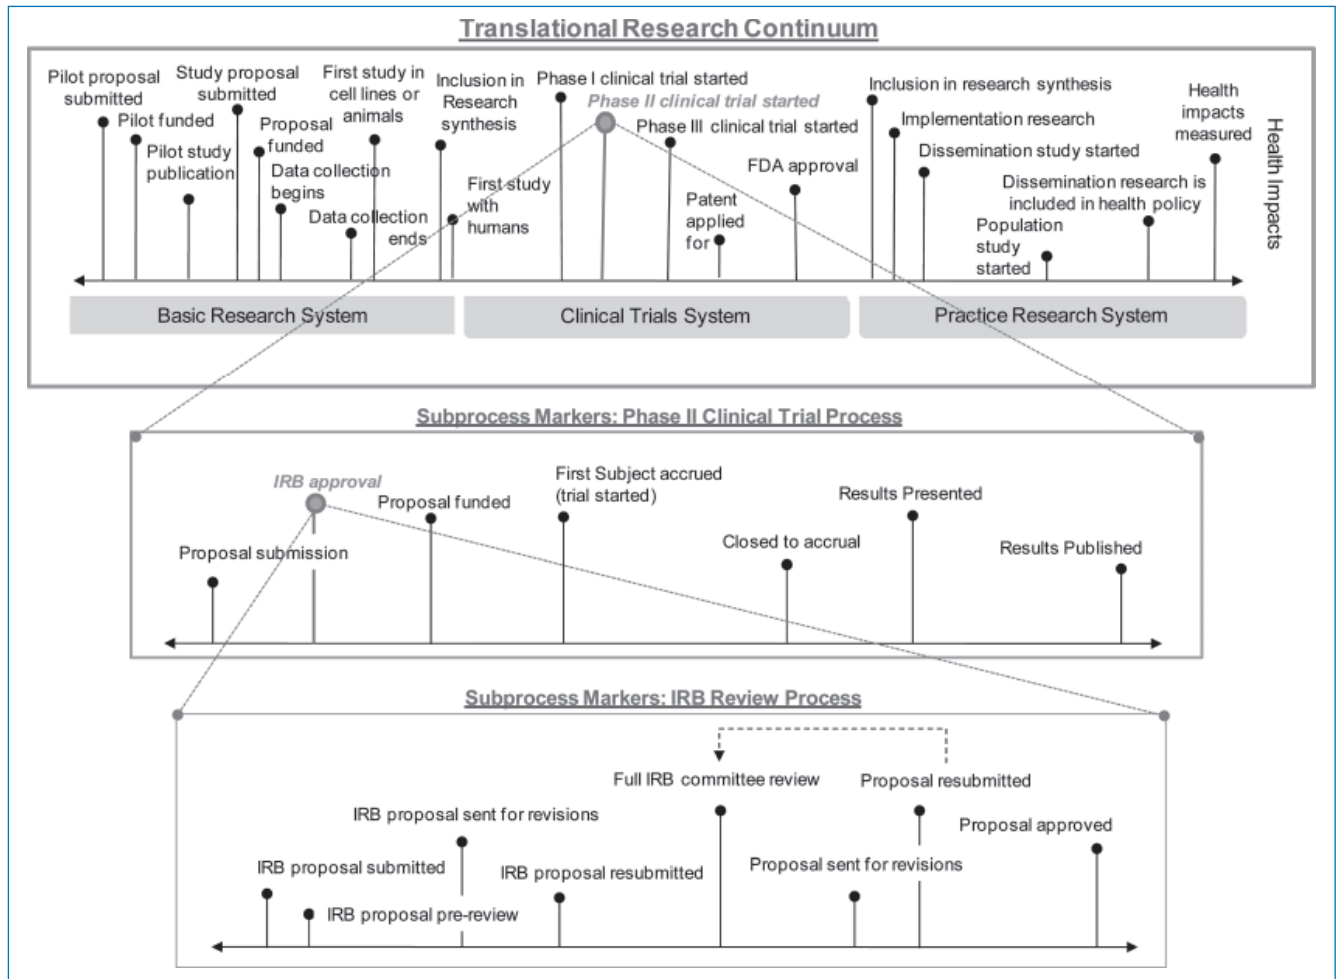 Translational Research Continuum
Pilot proposal
submitted
Pilot funded
Pilot study
publication
Study proposal
submitted
Proposal
funded
Data collection
begins
Data collection
ends
First study in
cell lines or
animals
Inclusion in
Research
synthesis
First study
with
humans
Phase I clinical trial started
Phase II clinical trial started
Phase III clinical trial started
Patent
applied
for
FDA approval
Inclusion in research synthesis
Implementation research
Dissemination study started
Population
study
started
Dissemination research is
included in health policy
Health
impacts
measured
Health Impacts
Basic Research System
Clinical Trials System
Practice Research System
Subprocess Markers: Phase II Clinical Trial Process
Proposal submission
IRB approval
Proposal funded
First Subject accrued
(trial started)
Closed to accrual
Results Presented
Results Published
Subprocess Markers: IRB Review Process
IRB proposal submitted
IRB proposal pre-review
IRB proposal sent for revisions
IRB proposal resubmitted
Full IRB committee review
Proposal sent for revisions
Proposal resubmitted
Proposal approved